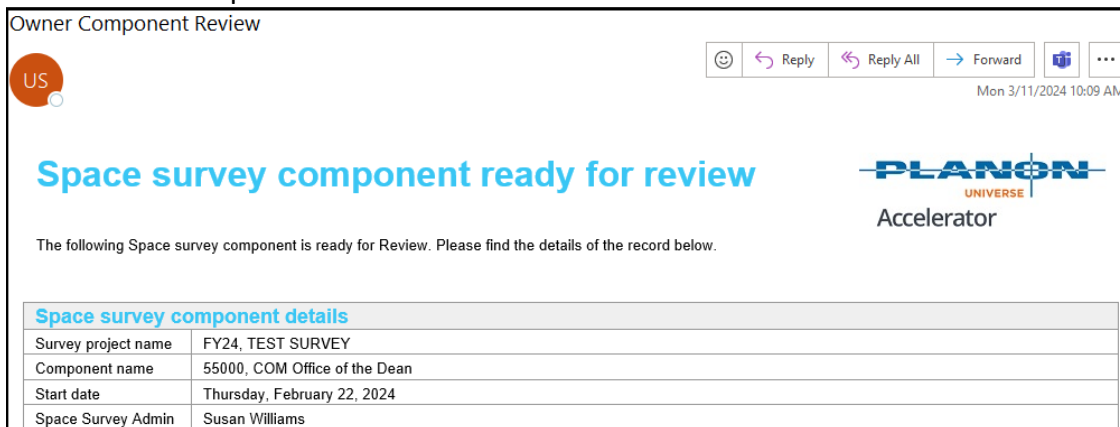 Owner Component Review
US
Reply
Reply All
Forward
Mon 3/11/2024 10:09 AM
Space survey component ready for review
PLANON
UNIVERSE
Accelerator
The following Space survey component is ready for Review. Please find the details of the record below.
Space survey component details
Survey project name FY24, TEST SURVEY
Component name 55000, COM Office of the Dean
Start date Thursday, February 22, 2024
Space Survey Admin Susan Williams